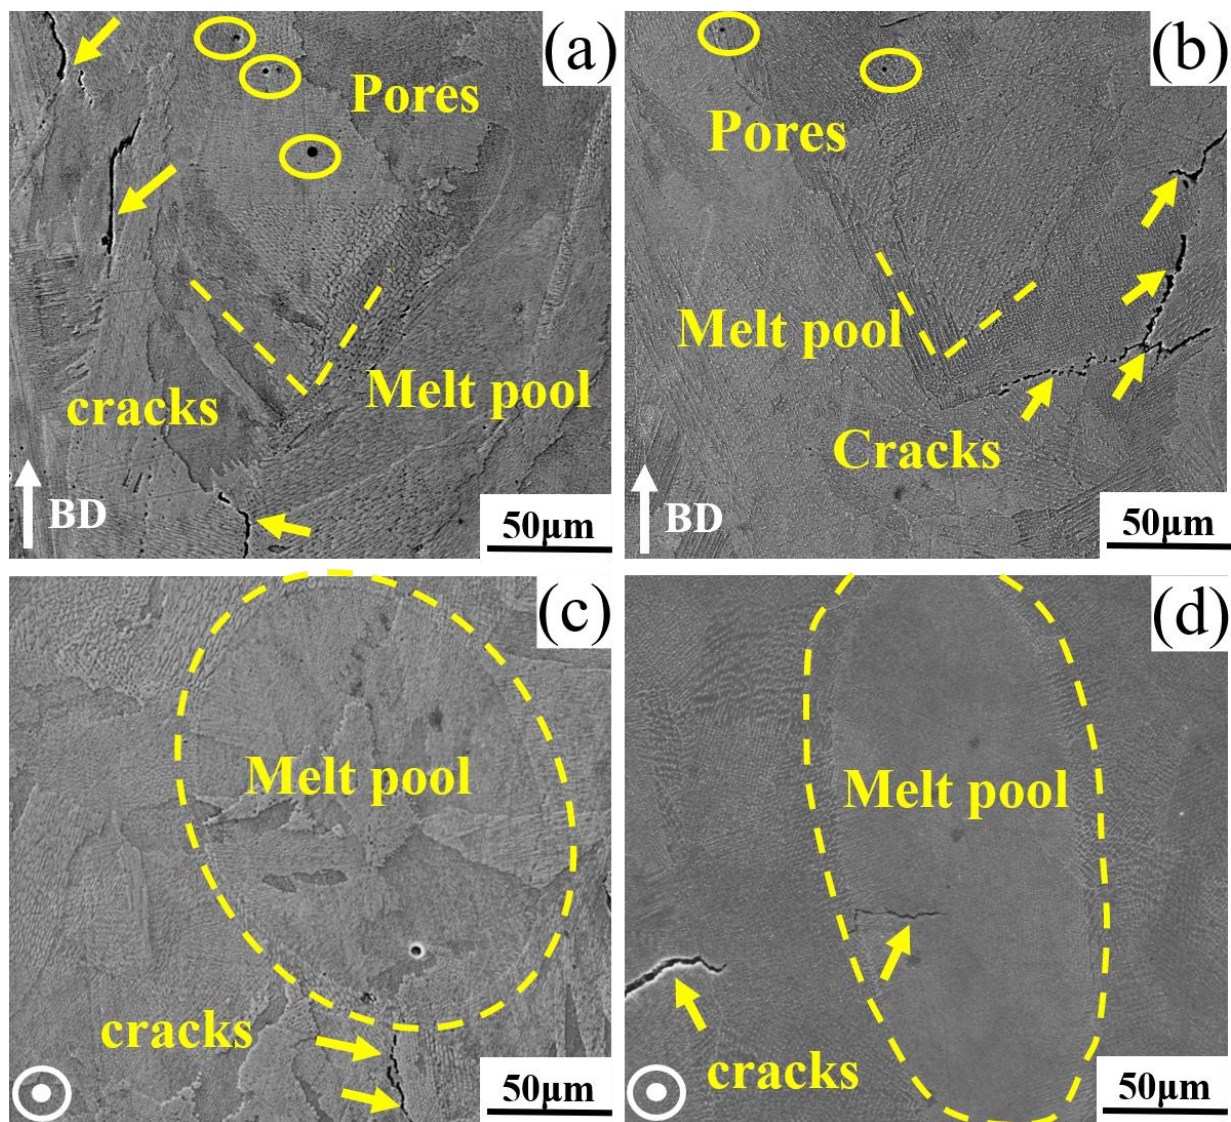 (a)
Pores
cracks
Melt pool
BD
50μm
(b)
Pores
Melt pool
Cracks
BD
50μm
(c)
Melt pool
cracks
50μm
(d)
Melt pool
cracks
50μm